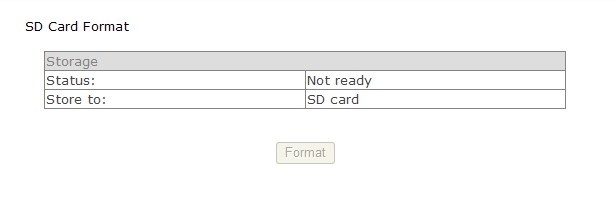 SD Card Format
Storage
Status: Not ready
Store to: SD card
Format